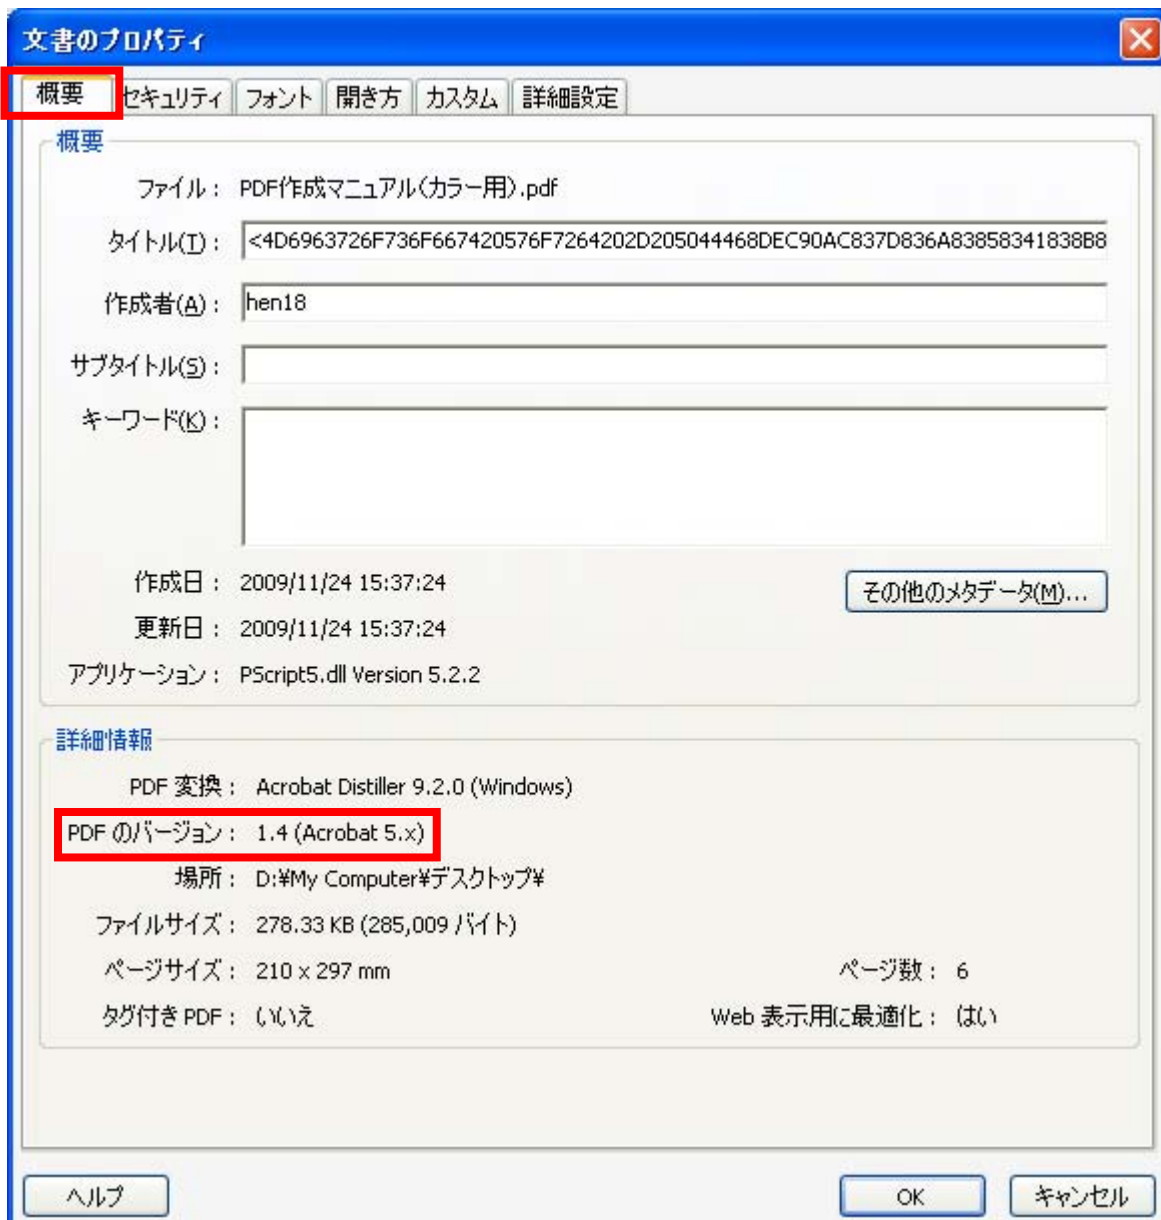 文書のプロパティ
概要 セキュリティ フォント 開き方 カスタム 詳細設定
概要
ファイル： PDF作成マニュアル(カラー用).pdf
タイトル(T)： <4D6963726F736F667420576F7264202D205044468DEC90AC837D836A83858341838B8
作成者(A)： hen18
サブタイトル(S)：
キーワード(K)：
作成日： 2009/11/24 15:37:24
その他のメタデータ(M)...
更新日： 2009/11/24 15:37:24
アプリケーション： PScript5.dll Version 5.2.2
詳細情報
PDF 変換： Acrobat Distiller 9.2.0 (Windows)
PDF のバージョン： 1.4 (Acrobat 5.x)
場所： D:¥My Computer¥デスクトップ¥
ファイルサイズ： 278.33 KB (285,009 バイト)
ページサイズ： 210 x 297 mm ページ数： 6
タグ付き PDF： いいえ Web 表示用に最適化： はい
ヘルプ OK キャンセル